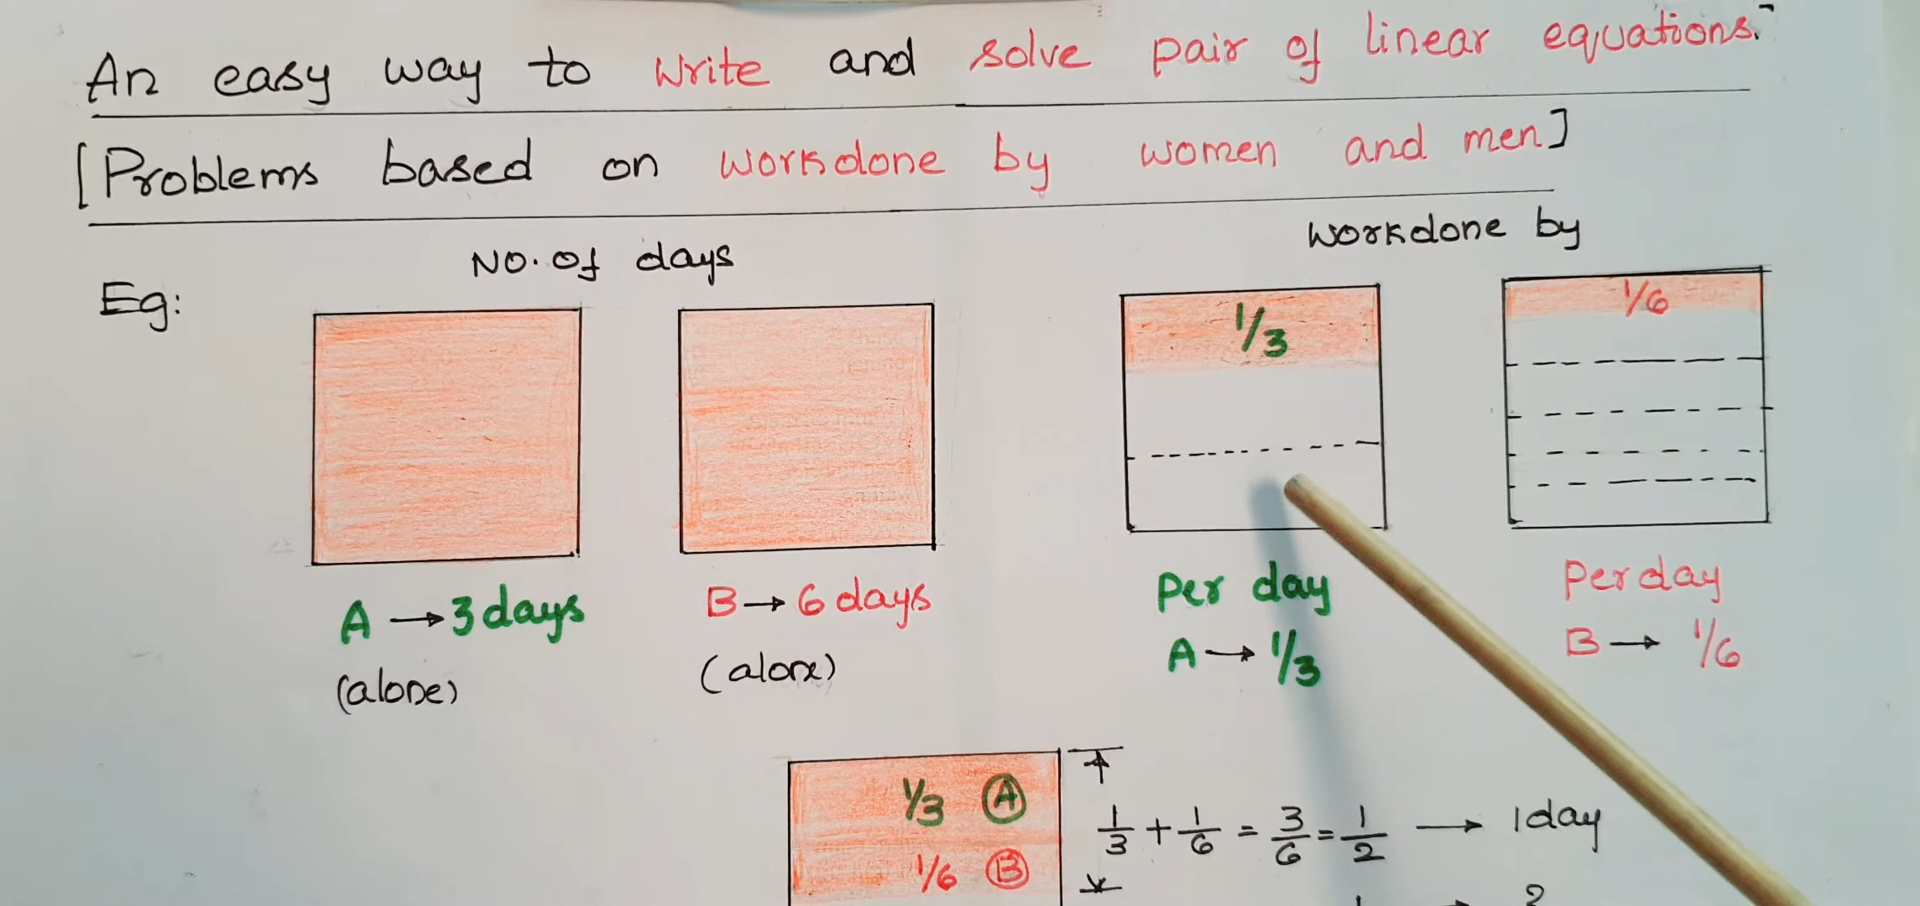 An easy way to write and solve pair of linear equations.
[Problems based on workdone by women and men]
Eg:
No. of days
Workdone by
1/3
1/6
A → 3 days
(alone)
B → 6 days
(alone)
Per day
A → 1/3
Per day
B → 1/6
1/3 Ⓐ
1/6 Ⓑ
1/3 + 1/6 = 3/6 = 1/2 → 1 day